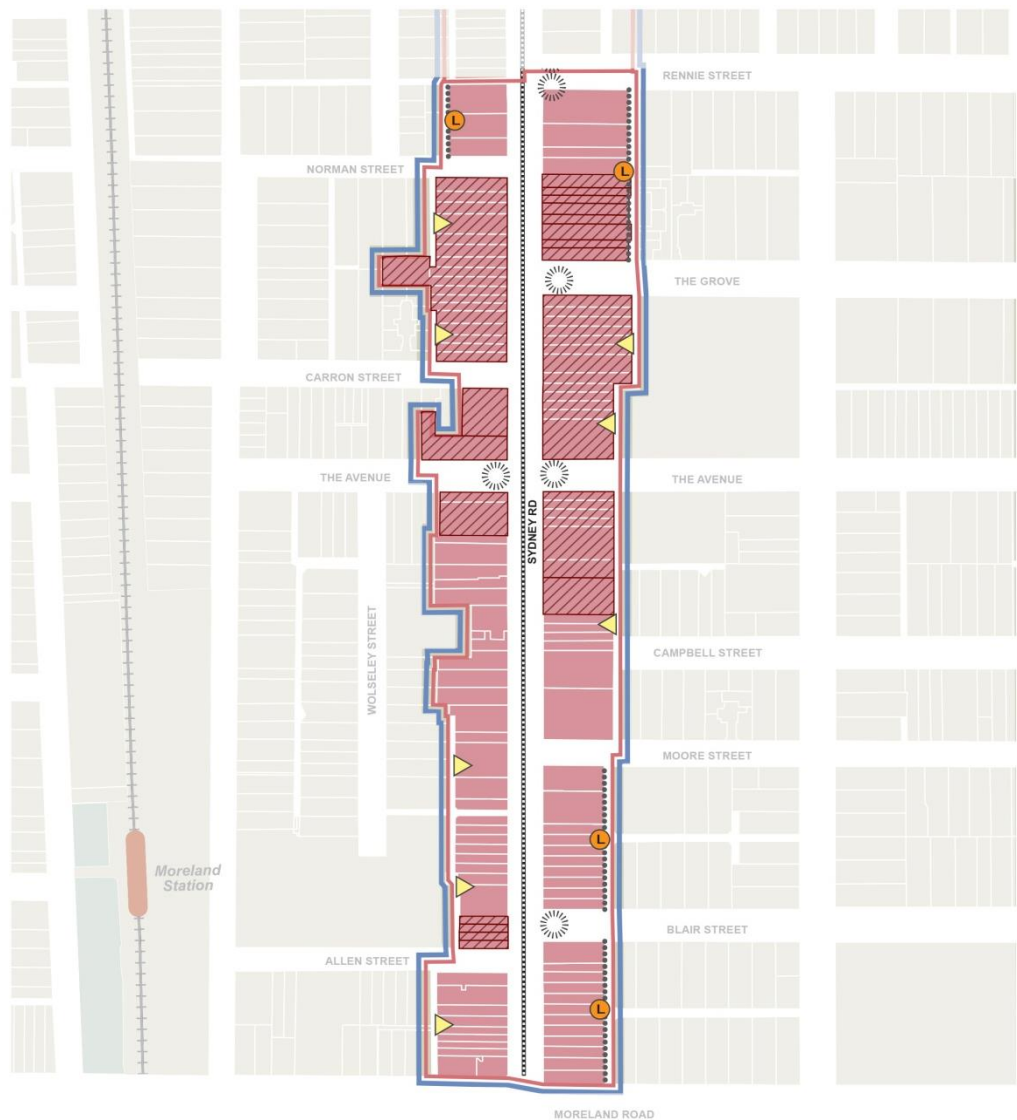 RENNIE STREET
L
NORMAN STREET
L
THE GROVE
CARRON STREET
THE AVENUE
THE AVENUE
SYDNEY RD
WOLSELEY STREET
CAMPBELL STREET
MOORE STREET
L
Moreland
Station
BLAIR STREET
ALLEN STREET
L
MORELAND ROAD